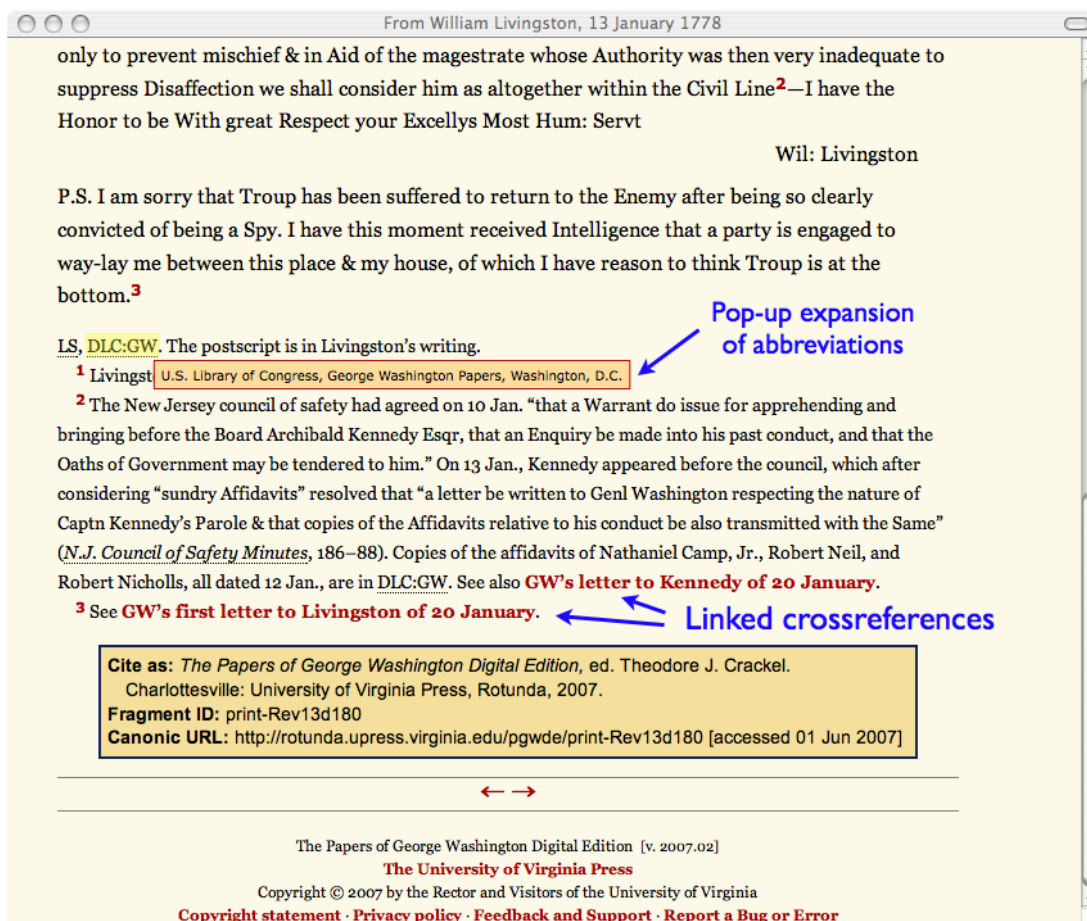 From William Livingston, 13 January 1778
only to prevent mischief & in Aid of the magestrate whose Authority was then very inadequate to
suppress Disaffection we shall consider him as altogether within the Civil Line2—I have the
Honor to be With great Respect your Excellys Most Hum: Servt
Wil: Livingston
P.S. I am sorry that Troup has been suffered to return to the Enemy after being so clearly
convicted of being a Spy. I have this moment received Intelligence that a party is engaged to
way-lay me between this place & my house, of which I have reason to think Troup is at the
bottom.3
Pop-up expansion
of abbreviations
LS, DLC:GW. The postscript is in Livingston's writing.
1 Livingst
U.S. Library of Congress, George Washington Papers, Washington, D.C.
2 The New Jersey council of safety had agreed on 10 Jan. “that a Warrant do issue for apprehending and
bringing before the Board Archibald Kennedy Esqr, that an Enquiry be made into his past conduct, and that the
Oaths of Government may be tendered to him.” On 13 Jan., Kennedy appeared before the council, which after
considering “sundry Affidavits” resolved that “a letter be written to Genl Washington respecting the nature of
Captn Kennedy’s Parole & that copies of the Affidavits relative to his conduct be also transmitted with the Same”
(N.J. Council of Safety Minutes, 186–88). Copies of the affidavits of Nathaniel Camp, Jr., Robert Neil, and
Robert Nicholls, all dated 12 Jan., are in DLC:GW. See also GW’s letter to Kennedy of 20 January.
3 See GW’s first letter to Livingston of 20 January.
Linked crossreferences
Cite as: The Papers of George Washington Digital Edition, ed. Theodore J. Crackel.
Charlottesville: University of Virginia Press, Rotunda, 2007.
Fragment ID: print-Rev13d180
Canonic URL: http://rotunda.upress.virginia.edu/pgwde/print-Rev13d180 [accessed 01 Jun 2007]
← →
The Papers of George Washington Digital Edition [v. 2007.02]
The University of Virginia Press
Copyright © 2007 by the Rector and Visitors of the University of Virginia
Copyright statement · Privacy policy · Feedback and Support · Report a Bug or Error